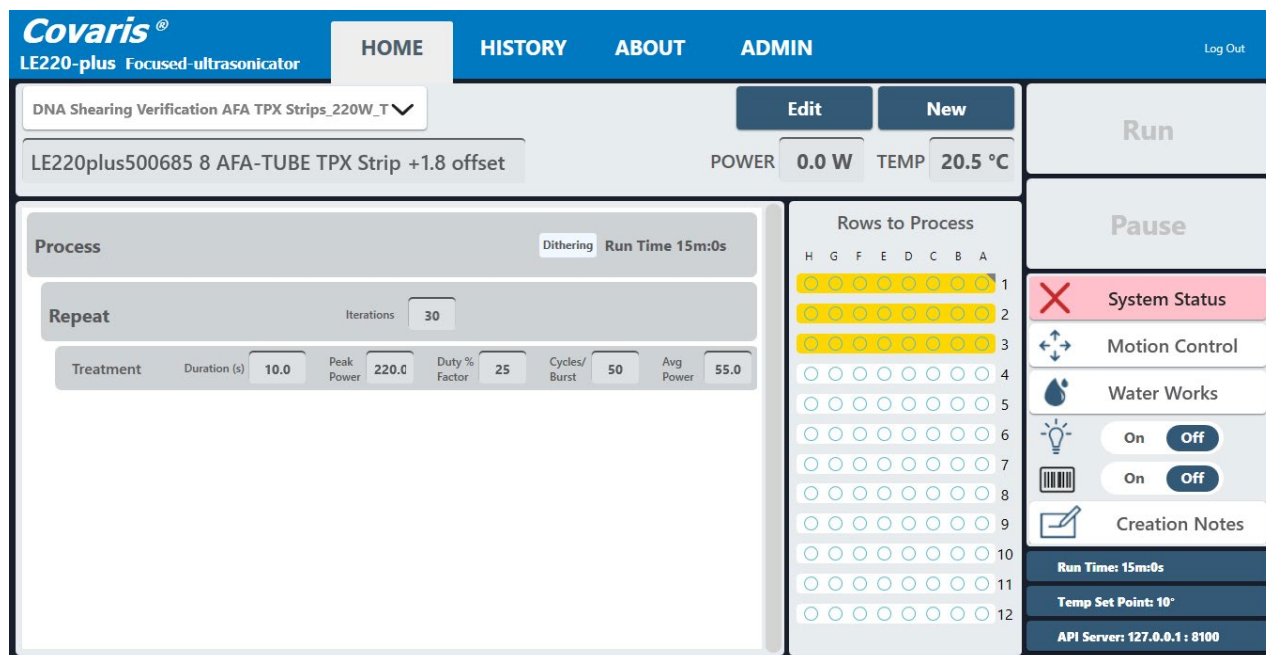 Covaris ®
LE220-plus Focused-ultrasonicator
HOME
HISTORY
ABOUT
ADMIN
Log Out
DNA Shearing Verification AFA TPX Strips_220W_T
Edit
New
LE220plus500685 8 AFA-TUBE TPX Strip +1.8 offset
POWER 0.0 W TEMP 20.5 °C
Run
Pause
Process Dithering Run Time 15m:0s
Repeat Iterations 30
Treatment Duration (s) 10.0 Peak Power 220.0 Duty % Factor 25 Cycles/ Burst 50 Avg Power 55.0
Rows to Process
H G F E D C B A
1
2
3
4
5
6
7
8
9
10
11
12
System Status
Motion Control
Water Works
On Off
On Off
Creation Notes
Run Time: 15m:0s
Temp Set Point: 10°
API Server: 127.0.0.1 : 8100